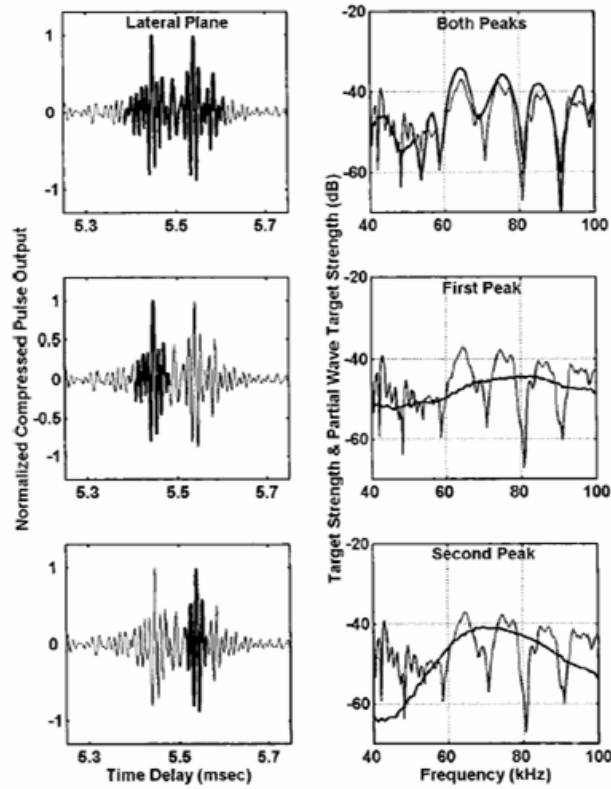 Lateral Plane
1
0
-1
5.3 5.5 5.7
Both Peaks
-20
-40
-60
40 60 80 100
1
0.5
0
-0.5
-1
5.3 5.5 5.7
First Peak
-20
-40
-60
40 60 80 100
1
0
-1
5.3 5.5 5.7
Time Delay (msec)
Second Peak
-20
-40
-60
40 60 80 100
Frequency (kHz)
Normalized Compressed Pulse Output
Target Strength & Partial Wave Target Strength (dB)